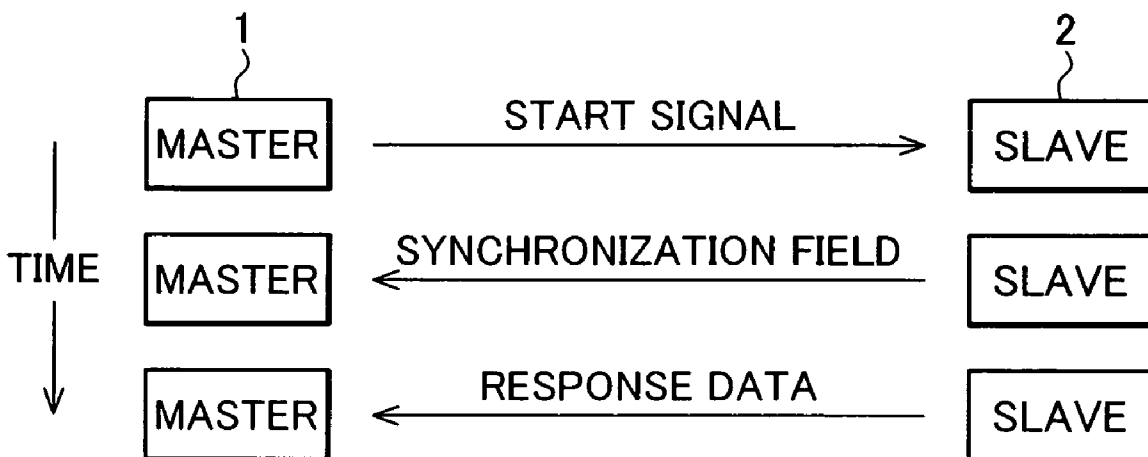 1 2
START SIGNAL
MASTER SLAVE
SYNCHRONIZATION FIELD
TIME MASTER SLAVE
RESPONSE DATA
MASTER SLAVE